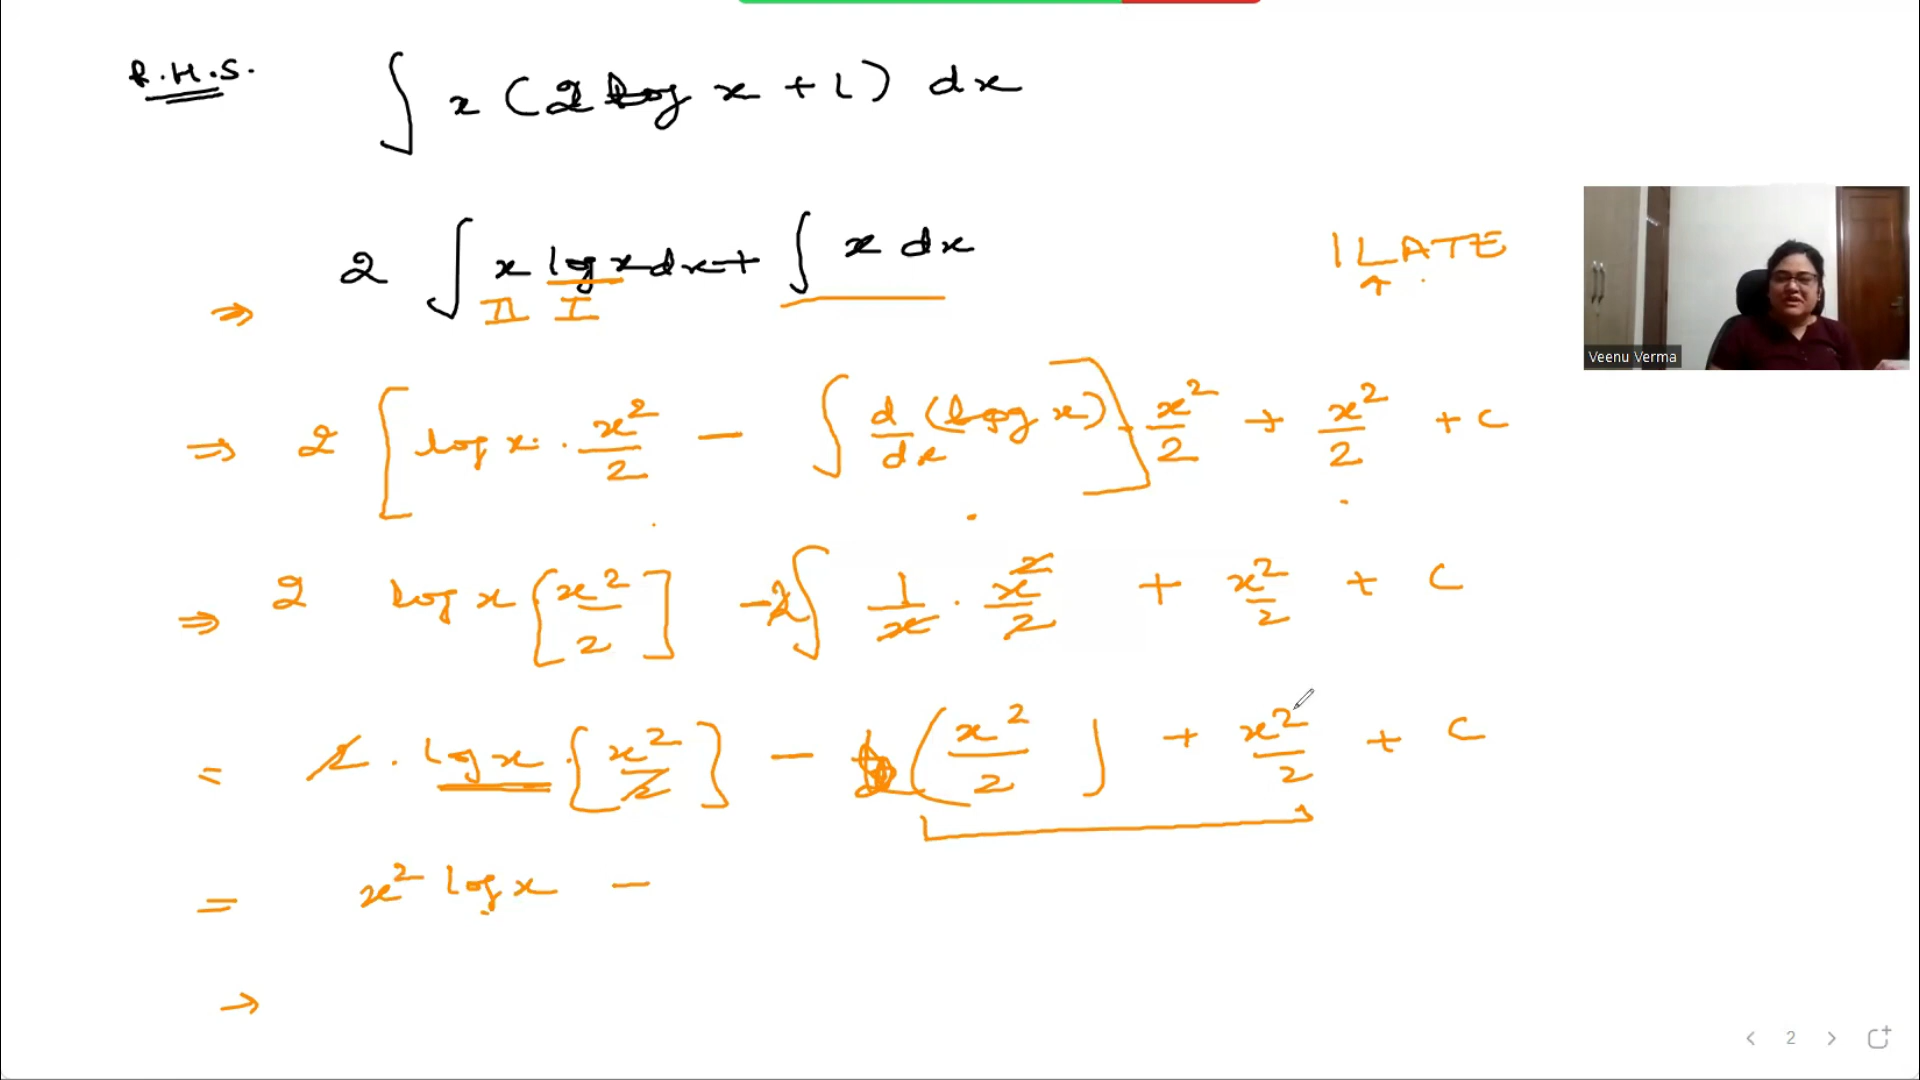 R.H.S. ∫ x (2 log x + 1) dx
⇒ 2 ∫ x log x dx + ∫ x dx
II I
ILATE
Veenu Verma
⇒ 2 [ log x · x²/2 − ∫ d/dx (log x) ] · x²/2 + x²/2 + c
⇒ 2 log x [ x²/2 ] − 2 ∫ 1/x · x²/2 + x²/2 + C
= 2 · log x · { x²/2 } − ( x²/2 ) + x²/2 + C
= x² log x −
→
2